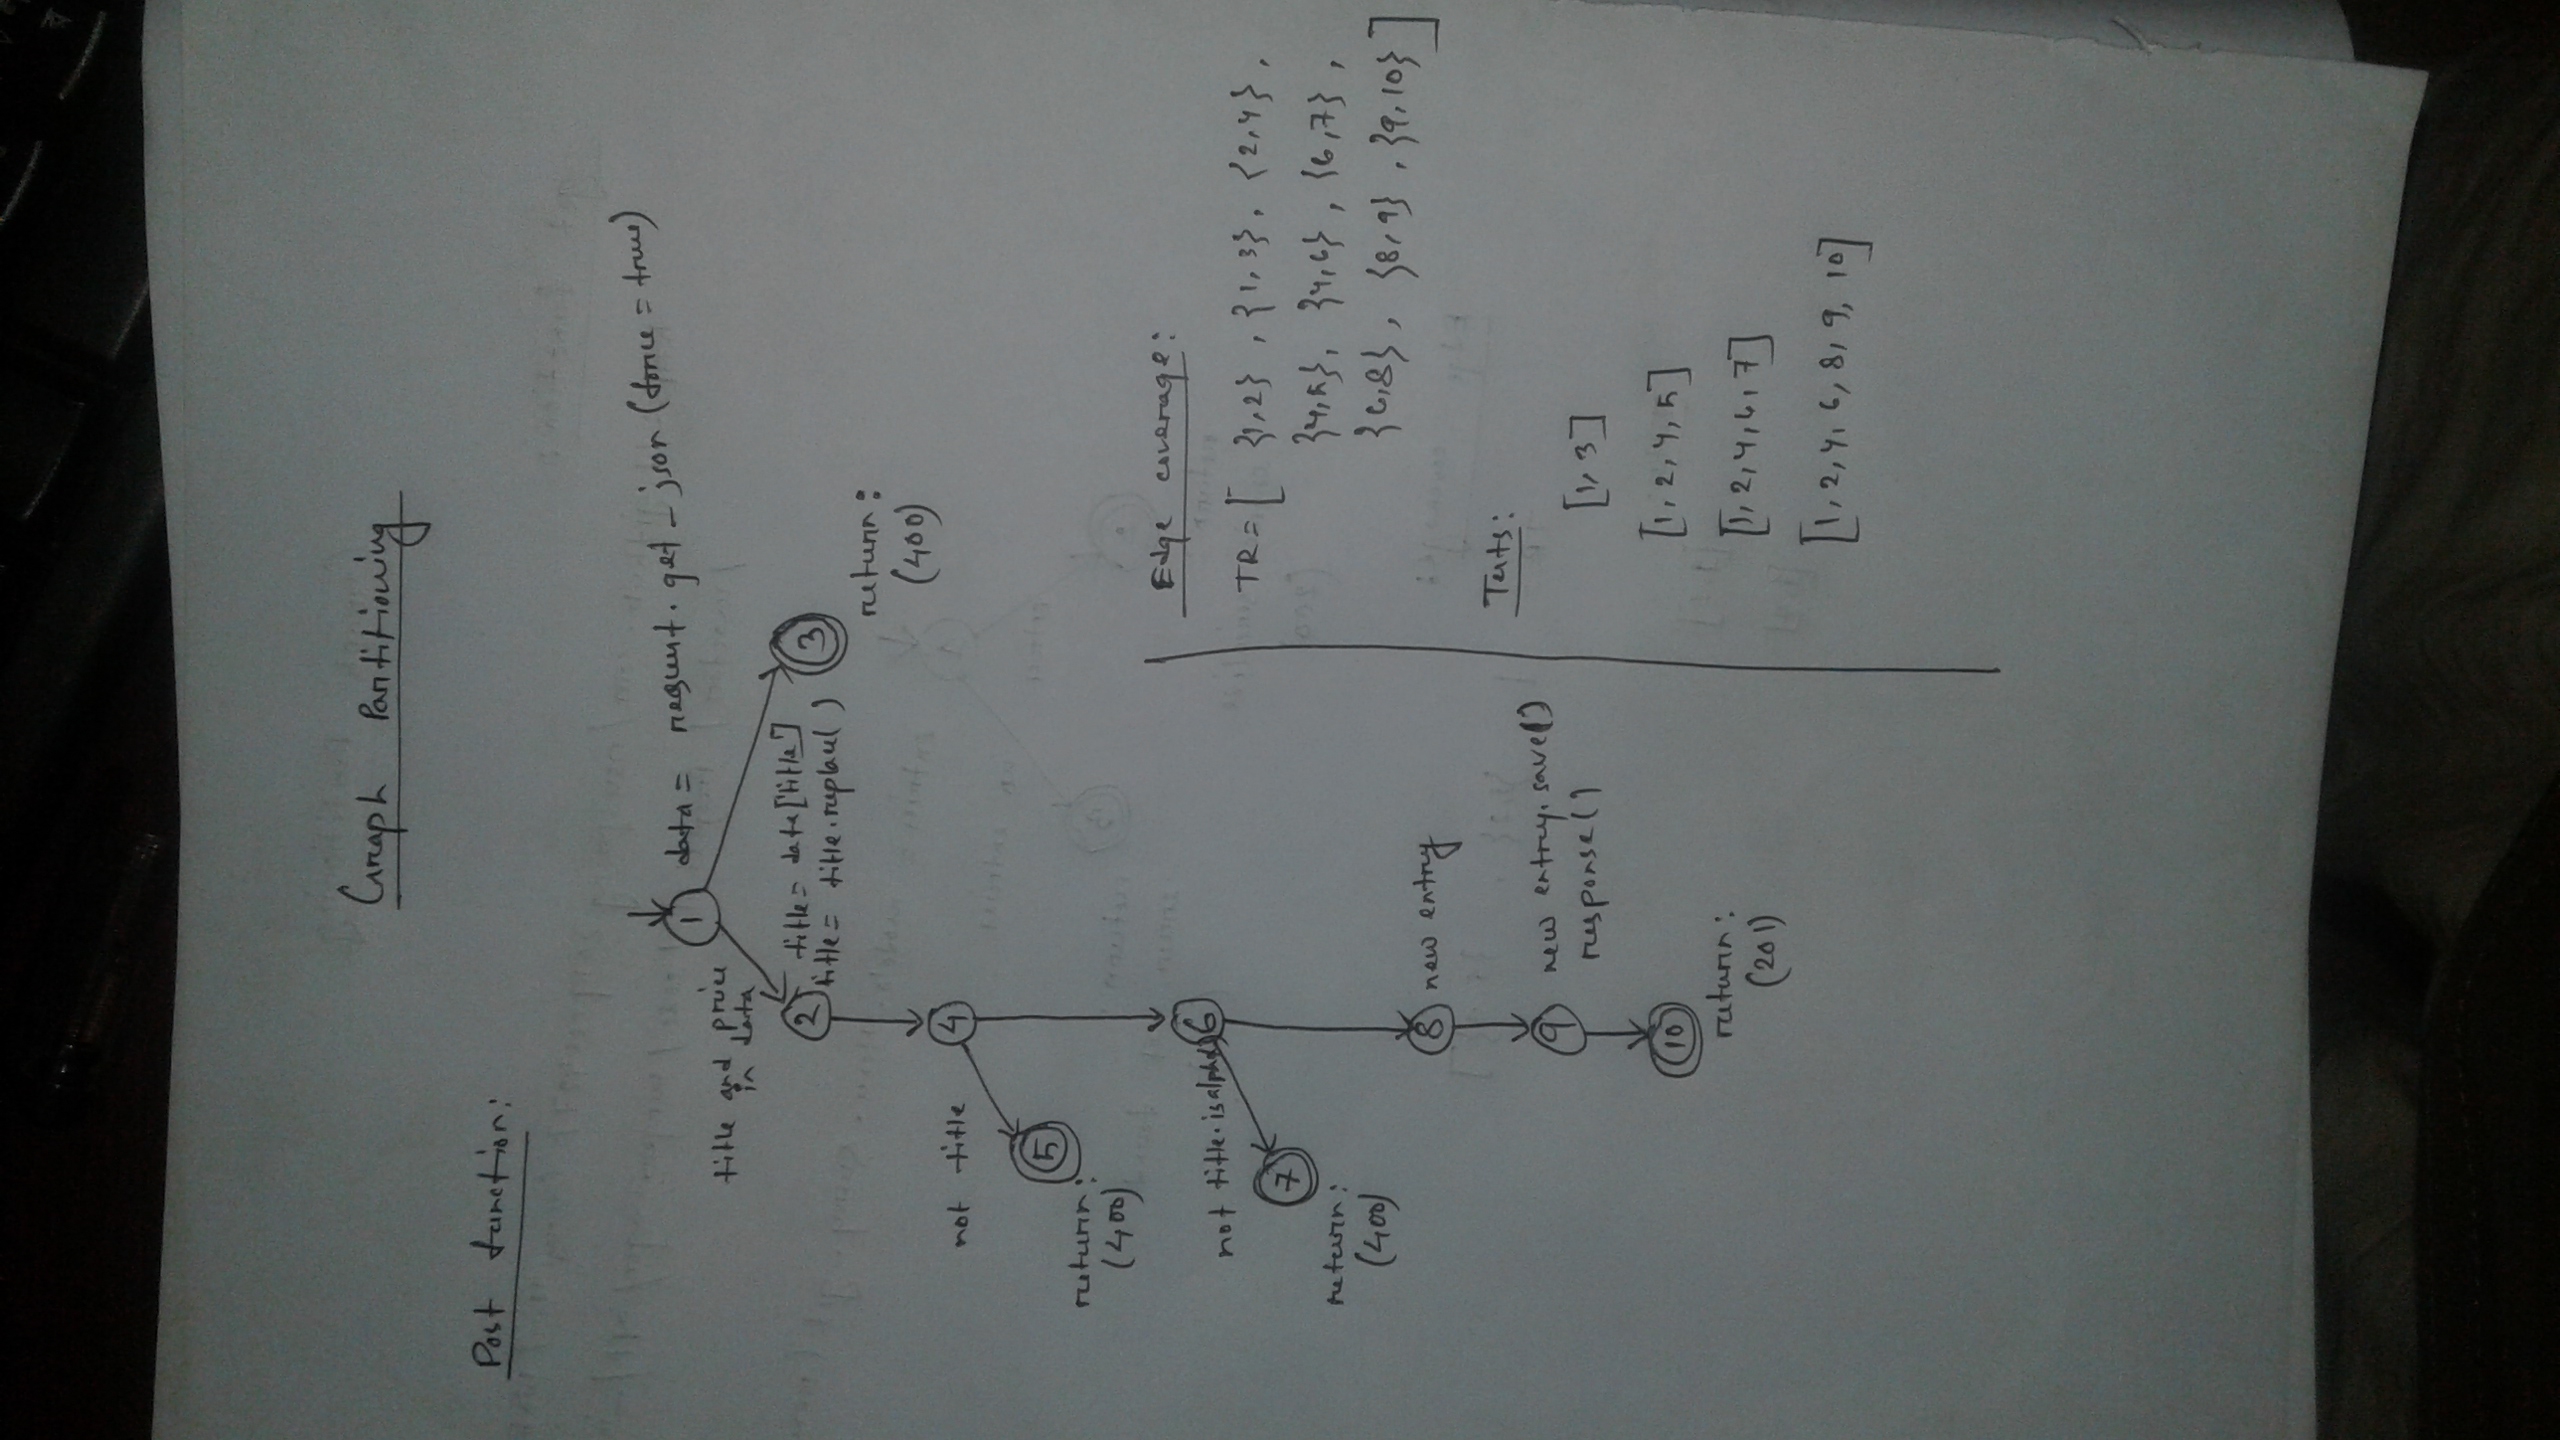 Graph Partitioning
Post function:
1 data = request.get_json (force = true)
title and price
in data
2 title = data['title']
title = title.replace( )
3
return:
(400)
not title
4
5
return:
(400)
6
not title.isalpha()
7
return:
(400)
8 new entry
9 new entry.save()
response()
10
return:
(201)
Edge coverage:
TR = [ {1,2} , {1,3}, {2,4},
{4,5}, {4,6}, {6,7},
{6,8}, {8,9}, {9,10} ]
Tests:
[1, 3]
[1, 2, 4, 5]
[1, 2, 4, 6, 7]
[1, 2, 4, 6, 8, 9, 10]